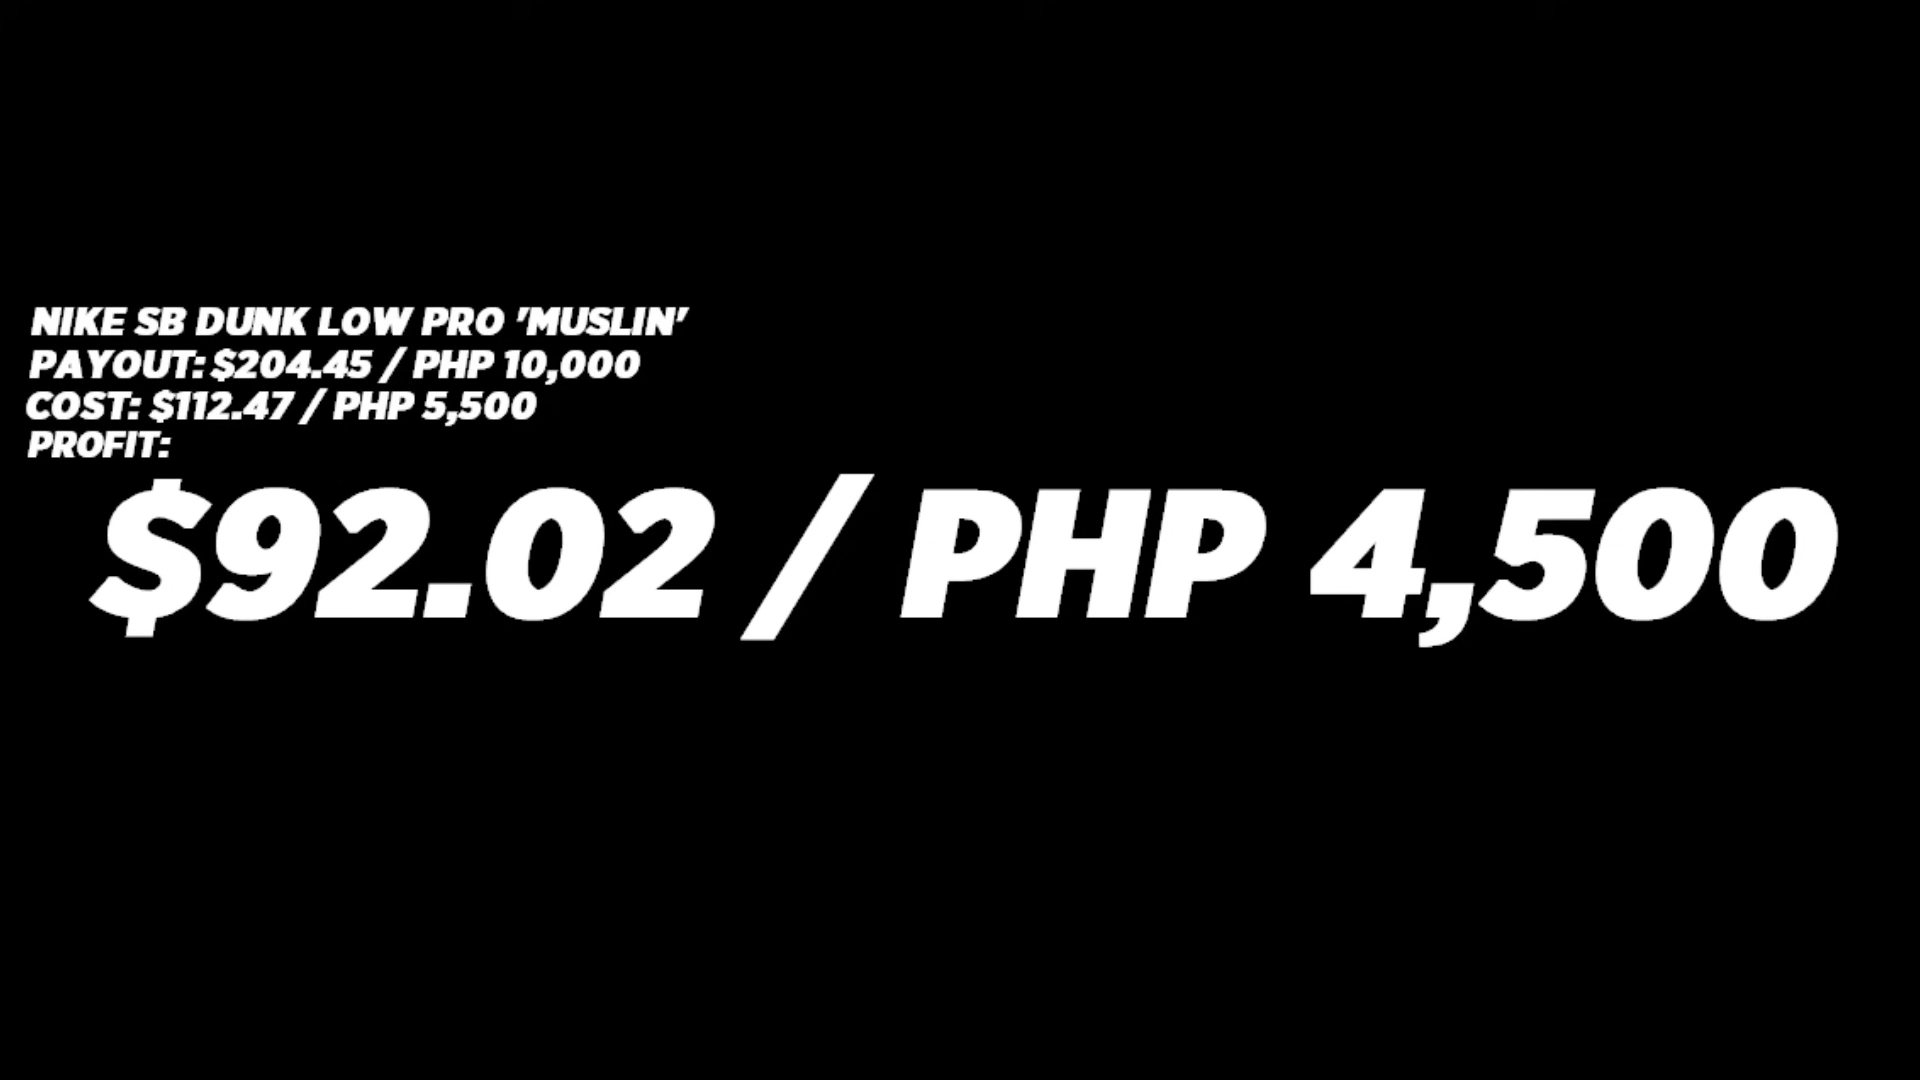 NIKE SB DUNK LOW PRO 'MUSLIN'
PAYOUT: $204.45 / PHP 10,000
COST: $112.47 / PHP 5,500
PROFIT:
$92.02 / PHP 4,500